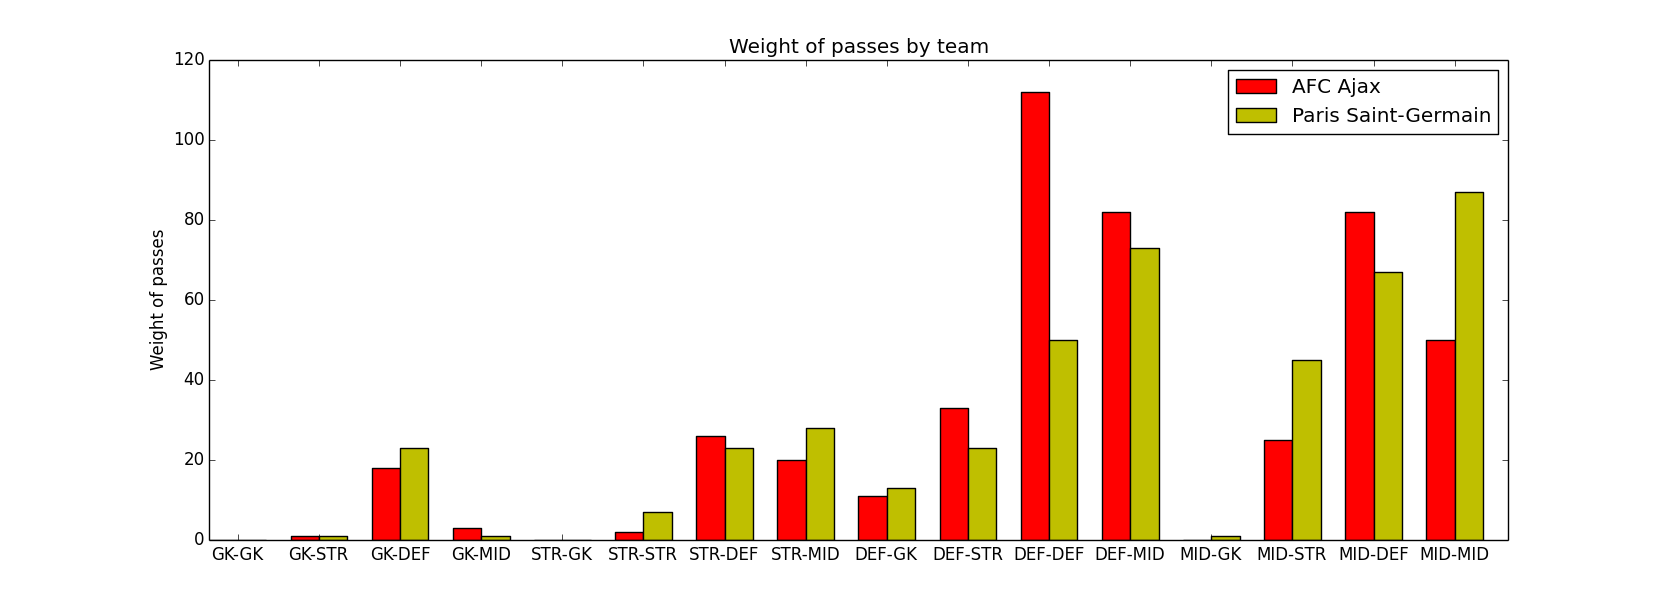 Weight of passes by team
120
100
80
60
40
20
0
Weight of passes
AFC Ajax
Paris Saint-Germain
GK-GK GK-STR GK-DEF GK-MID STR-GK STR-STR STR-DEF STR-MID DEF-GK DEF-STR DEF-DEF DEF-MID MID-GK MID-STR MID-DEF MID-MID